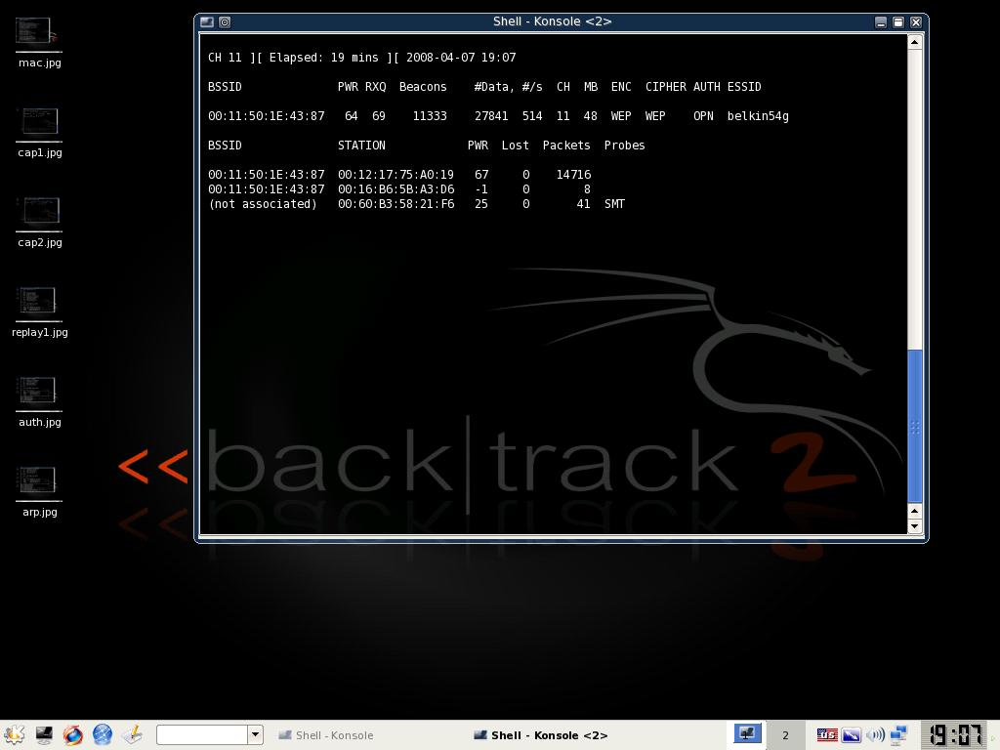 Shell - Konsole <2>
mac.jpg
cap1.jpg
cap2.jpg
replay1.jpg
auth.jpg
arp.jpg
CH 11 ][ Elapsed: 19 mins ][ 2008-04-07 19:07
BSSID PWR RXQ Beacons #Data, #/s CH MB ENC CIPHER AUTH ESSID
00:11:50:1E:43:87 64 69 11333 27841 514 11 48 WEP WEP OPN belkin54g
BSSID STATION PWR Lost Packets Probes
00:11:50:1E:43:87 00:12:17:75:A0:19 67 0 14716
00:11:50:1E:43:87 00:16:B6:5B:A3:D6 -1 0 8
(not associated) 00:60:B3:58:21:F6 25 0 41 SMT
<<back|track 2
Shell - Konsole
Shell - Konsole <2>
2
US
19:07